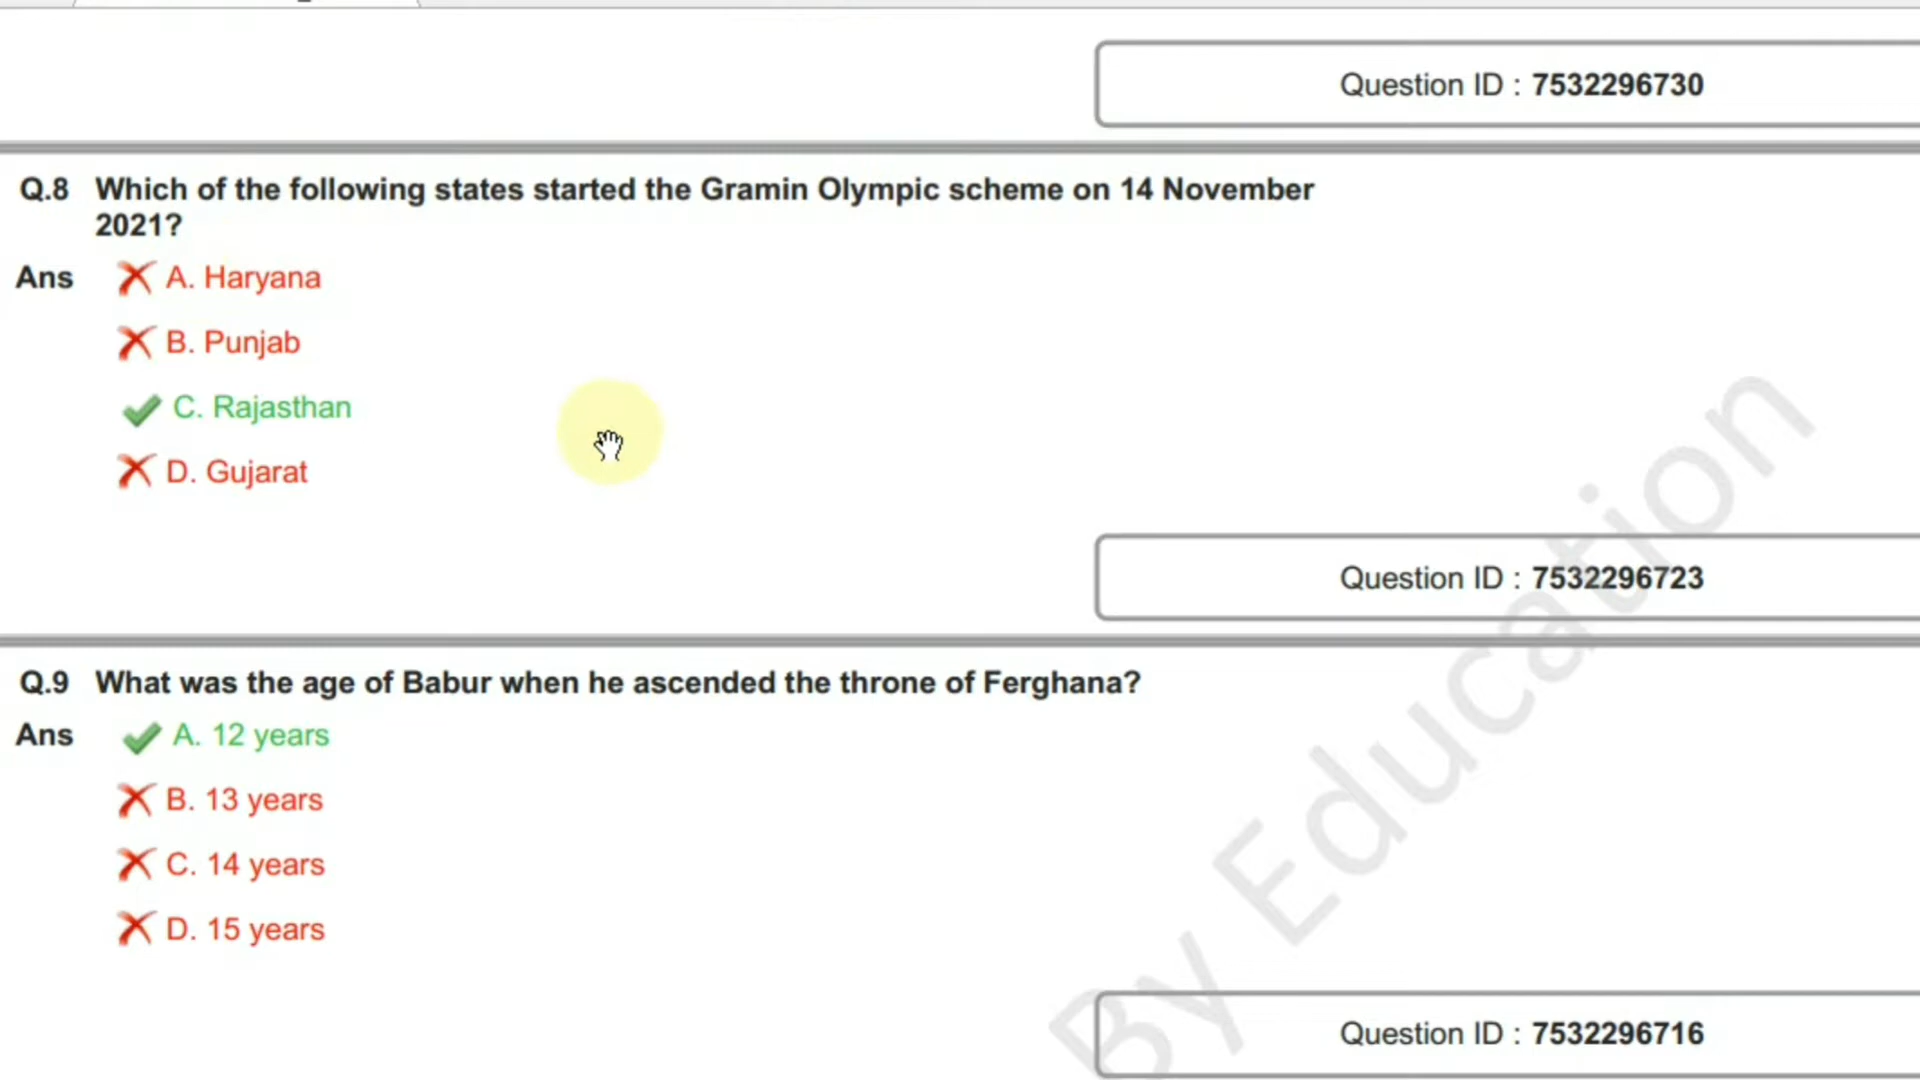 Question ID : 7532296730
Q.8 Which of the following states started the Gramin Olympic scheme on 14 November
2021?
Ans A. Haryana
B. Punjab
C. Rajasthan
D. Gujarat
Question ID : 7532296723
Q.9 What was the age of Babur when he ascended the throne of Ferghana?
Ans A. 12 years
B. 13 years
C. 14 years
D. 15 years
Question ID : 7532296716
By Education